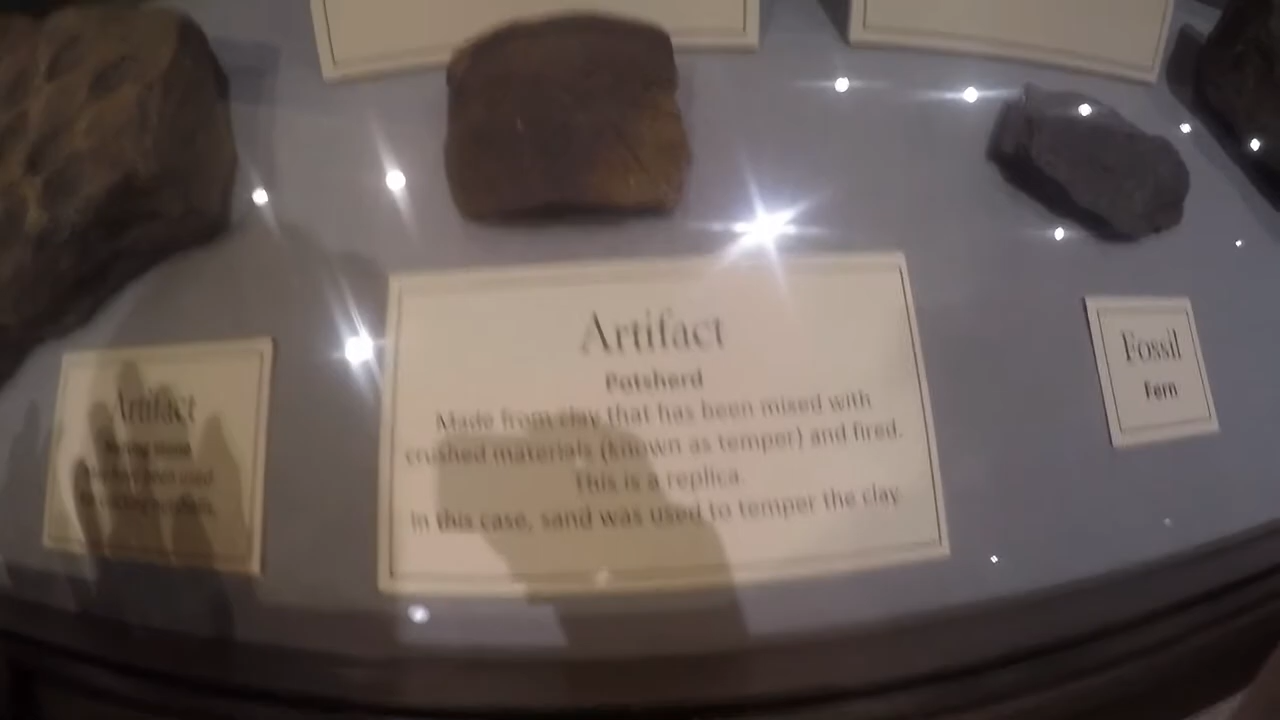 Artifact
Potsherd
Made from clay that has been mixed with
crushed materials (known as temper) and fired.
This is a replica.
In this case, sand was used to temper the clay.
Artifact
Fossil
Fern